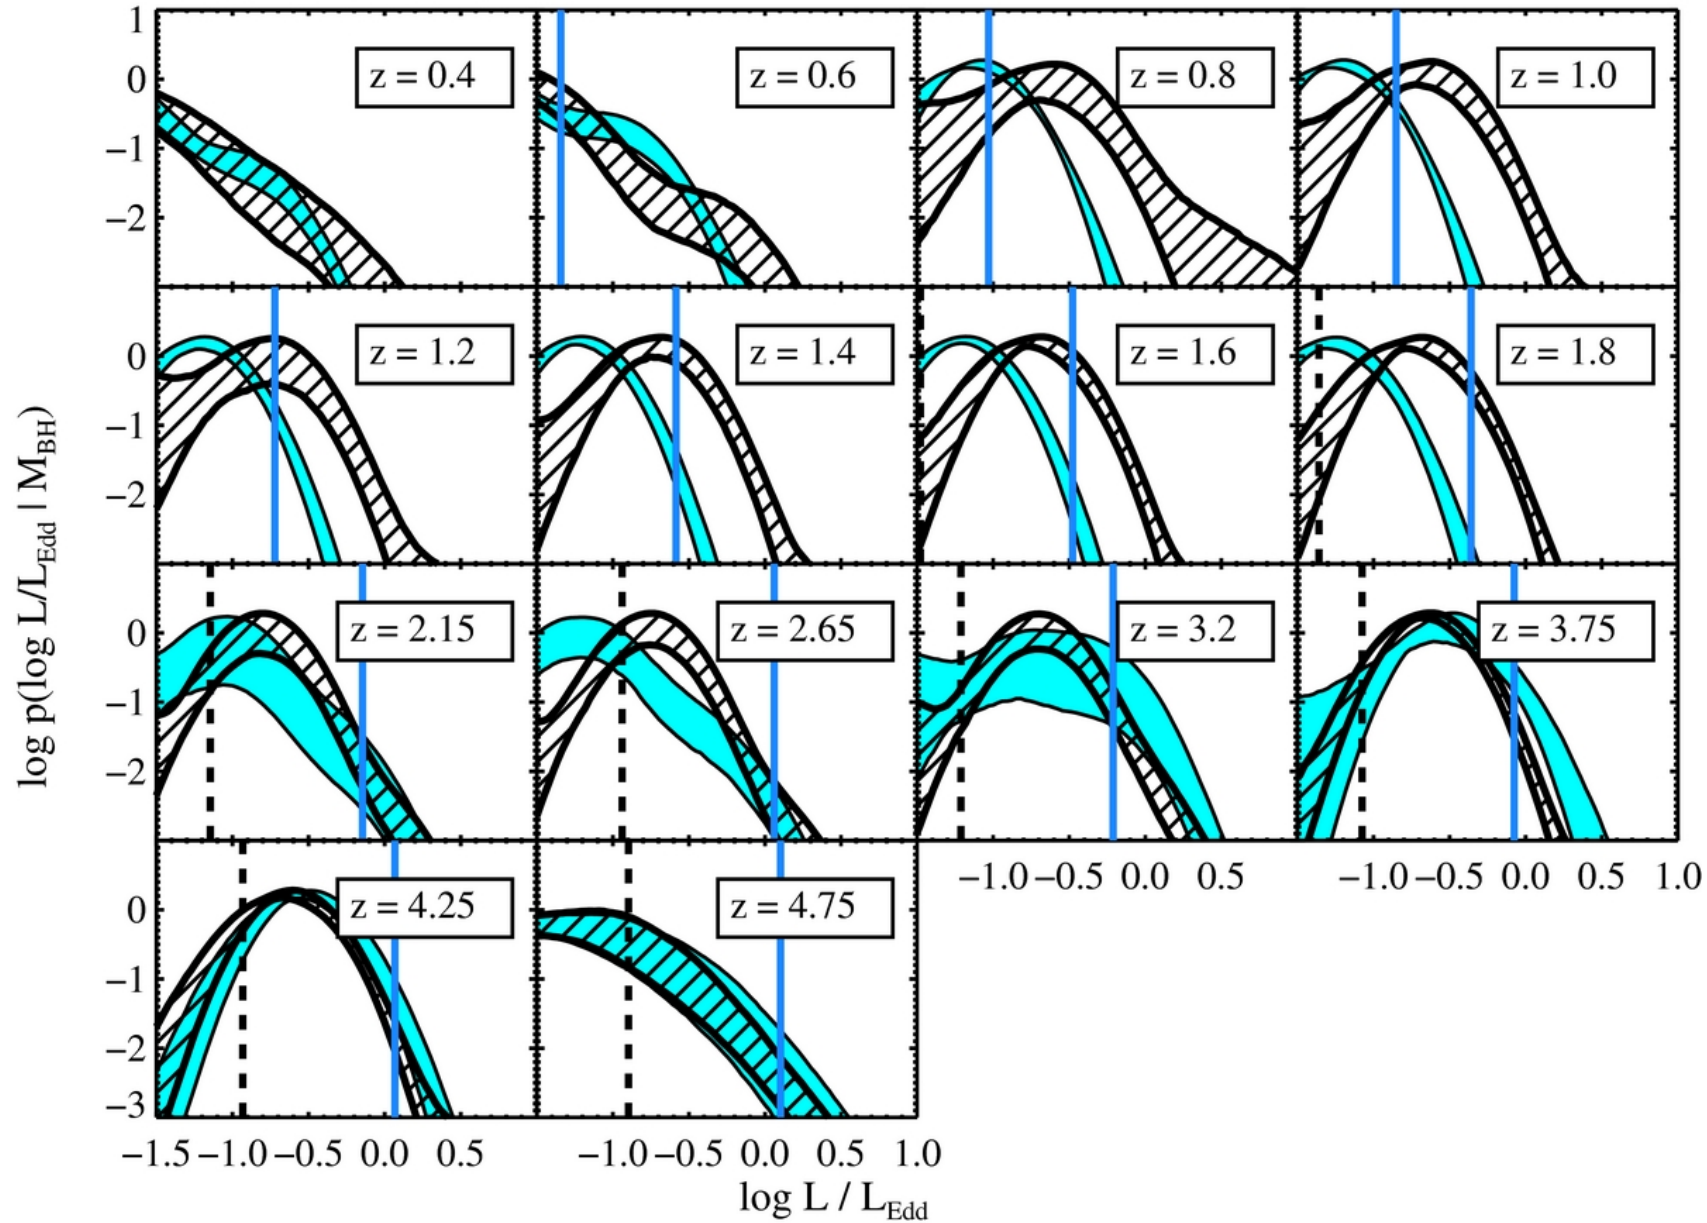 1
z = 0.4 z = 0.6 z = 0.8 z = 1.0
0
−1
−2
z = 1.2 z = 1.4 z = 1.6 z = 1.8
0
−1
−2
z = 2.15 z = 2.65 z = 3.2 z = 3.75
0
−1
−2
−1.0 −0.5 0.0 0.5 −1.0 −0.5 0.0 0.5 1.0
z = 4.25 z = 4.75
0
−1
−2
−3
−1.5 −1.0 −0.5 0.0 0.5 −1.0 −0.5 0.0 0.5 1.0
log L / L_Edd
log p(log L/L_Edd | M_BH)